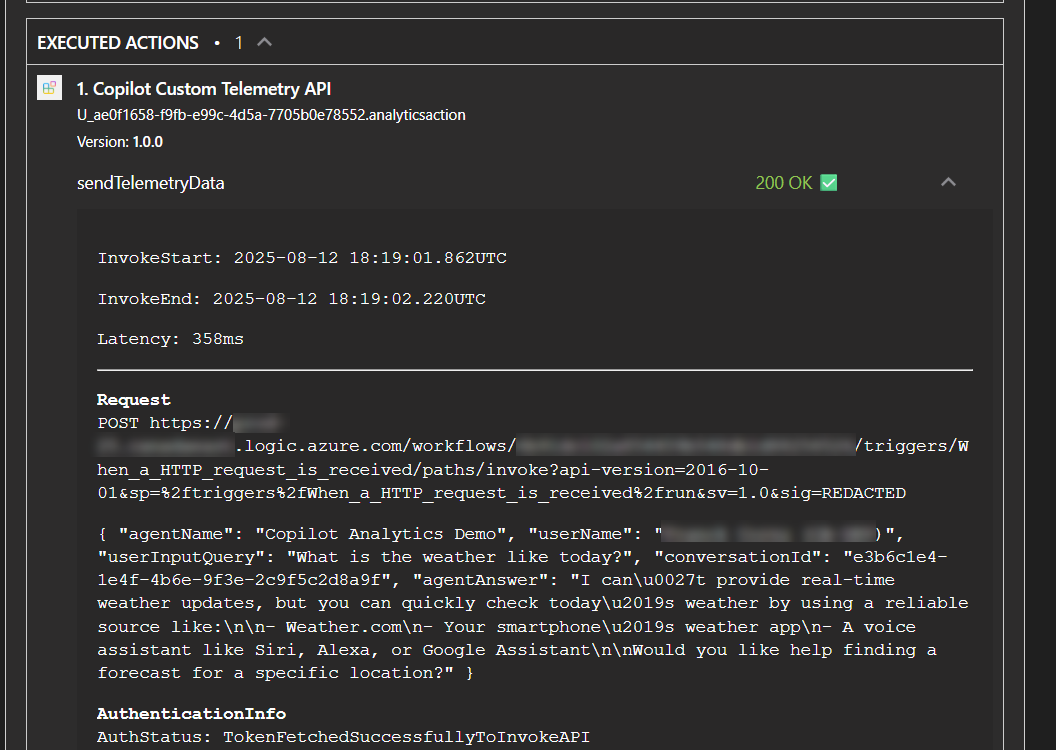 EXECUTED ACTIONS • 1
1. Copilot Custom Telemetry API
U_ae0f1658-f9fb-e99c-4d5a-7705b0e78552.analyticsaction
Version: 1.0.0
sendTelemetryData 200 OK ✅
InvokeStart: 2025-08-12 18:19:01.862UTC
InvokeEnd: 2025-08-12 18:19:02.220UTC
Latency: 358ms
Request
POST https://
.logic.azure.com/workflows/ /triggers/W
hen_a_HTTP_request_is_received/paths/invoke?api-version=2016-10-
01&sp=%2ftriggers%2fWhen_a_HTTP_request_is_received%2frun&sv=1.0&sig=REDACTED
{ "agentName": "Copilot Analytics Demo", "userName": " )",
"userInputQuery": "What is the weather like today?", "conversationId": "e3b6c1e4-
1e4f-4b6e-9f3e-2c9f5c2d8a9f", "agentAnswer": "I can\u0027t provide real-time
weather updates, but you can quickly check today\u2019s weather by using a reliable
source like:\n\n- Weather.com\n- Your smartphone\u2019s weather app\n- A voice
assistant like Siri, Alexa, or Google Assistant\n\nWould you like help finding a
forecast for a specific location?" }
AuthenticationInfo
AuthStatus: TokenFetchedSuccessfullyToInvokeAPI